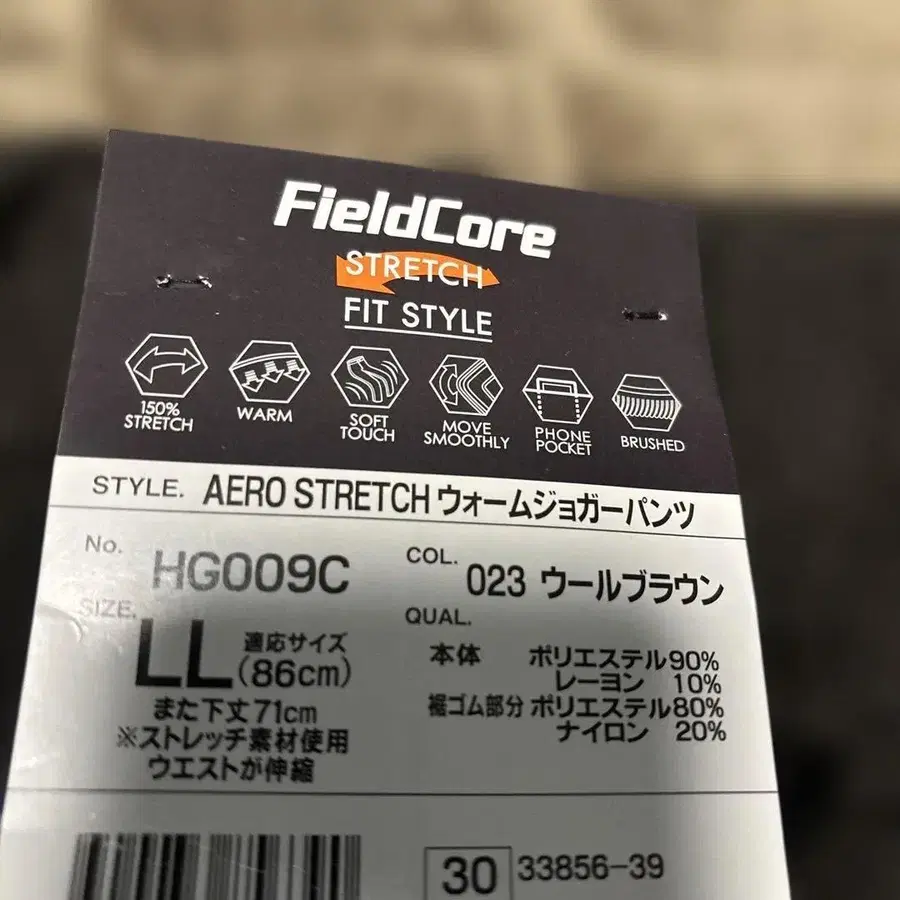 FieldCore
STRETCH
FIT STYLE
150%
STRETCH
WARM
SOFT
TOUCH
MOVE
SMOOTHLY
PHONE
POCKET
BRUSHED
STYLE. AERO STRETCH ウォームジョガーパンツ
No. HG009C
COL. 023 ウールブラウン
SIZE. LL 適応サイズ
(86cm)
また下丈71cm
※ストレッチ素材使用
ウエストが伸縮
QUAL.
本体 ポリエステル90%
レーヨン 10%
裾ゴム部分 ポリエステル80%
ナイロン 20%
30 33856-39